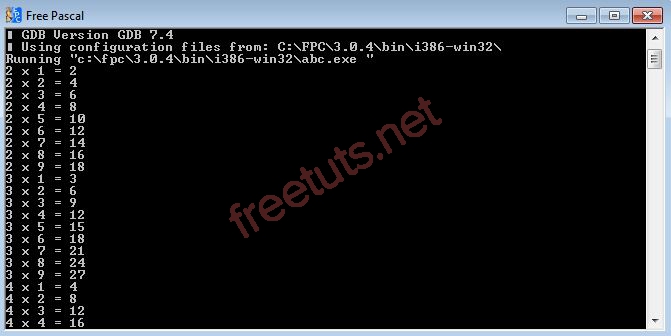 Free Pascal
GDB Version GDB 7.4
Using configuration files from: C:\FPC\3.0.4\bin\i386-win32\
Running "c:\fpc\3.0.4\bin\i386-win32\abc.exe "
2 x 1 = 2
2 x 2 = 4
2 x 3 = 6
2 x 4 = 8
2 x 5 = 10
2 x 6 = 12
2 x 7 = 14
2 x 8 = 16
2 x 9 = 18
3 x 1 = 3
3 x 2 = 6
3 x 3 = 9
3 x 4 = 12
3 x 5 = 15
3 x 6 = 18
3 x 7 = 21
3 x 8 = 24
3 x 9 = 27
4 x 1 = 4
4 x 2 = 8
4 x 3 = 12
4 x 4 = 16
freetuts.net